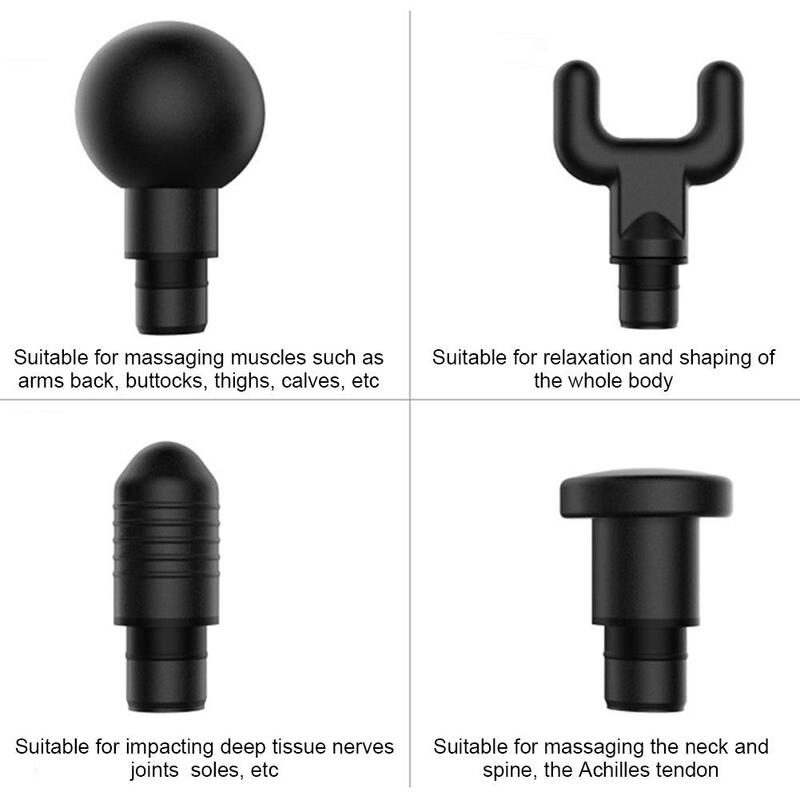 Suitable for massaging muscles such as
arms back, buttocks, thighs, calves, etc
Suitable for relaxation and shaping of
the whole body
Suitable for impacting deep tissue nerves
joints soles, etc
Suitable for massaging the neck and
spine, the Achilles tendon